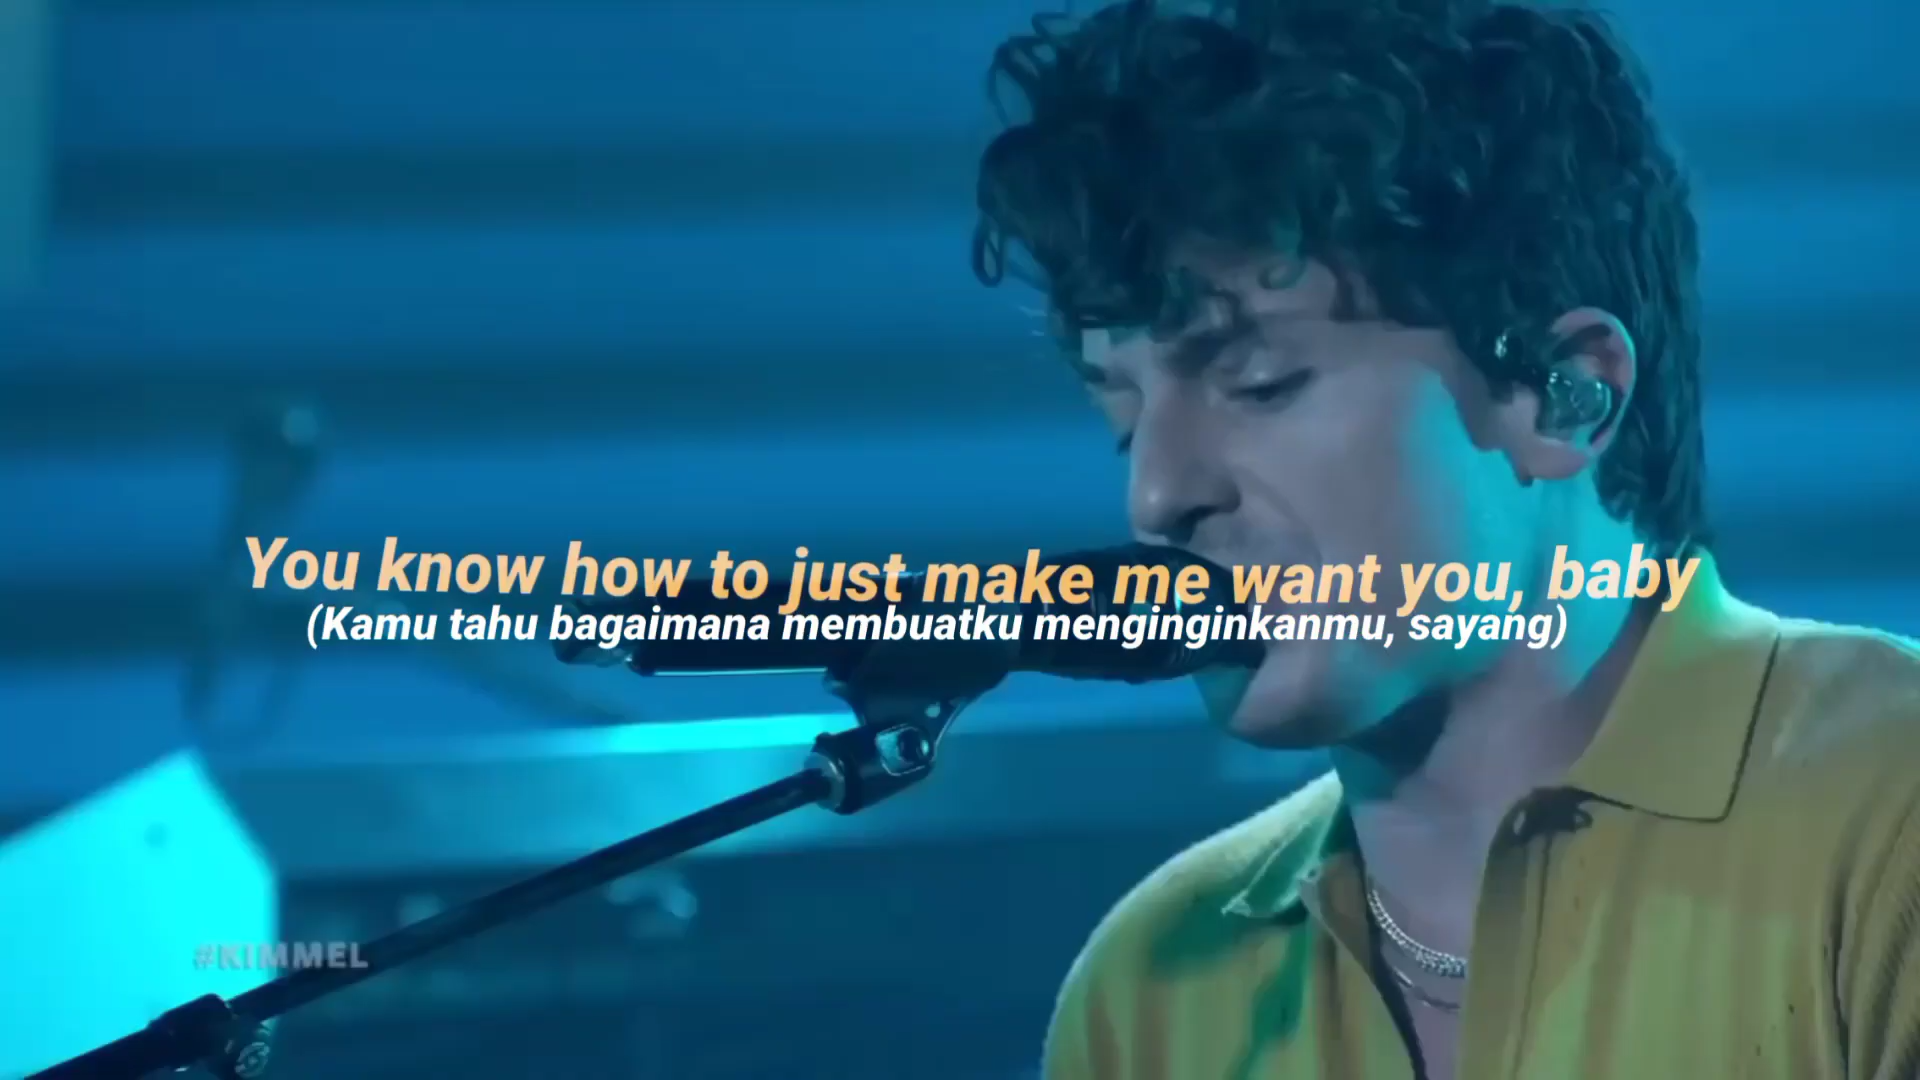 You know how to just make me want you, baby
(Kamu tahu bagaimana membuatku menginginkanmu, sayang)
#KIMMEL